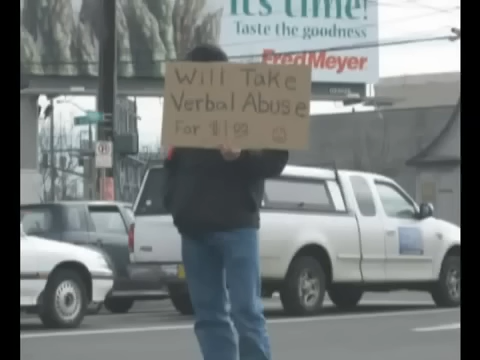 it's time!
Taste the goodness
Fred Meyer
Will Take
Verbal Abuse
For $1.00